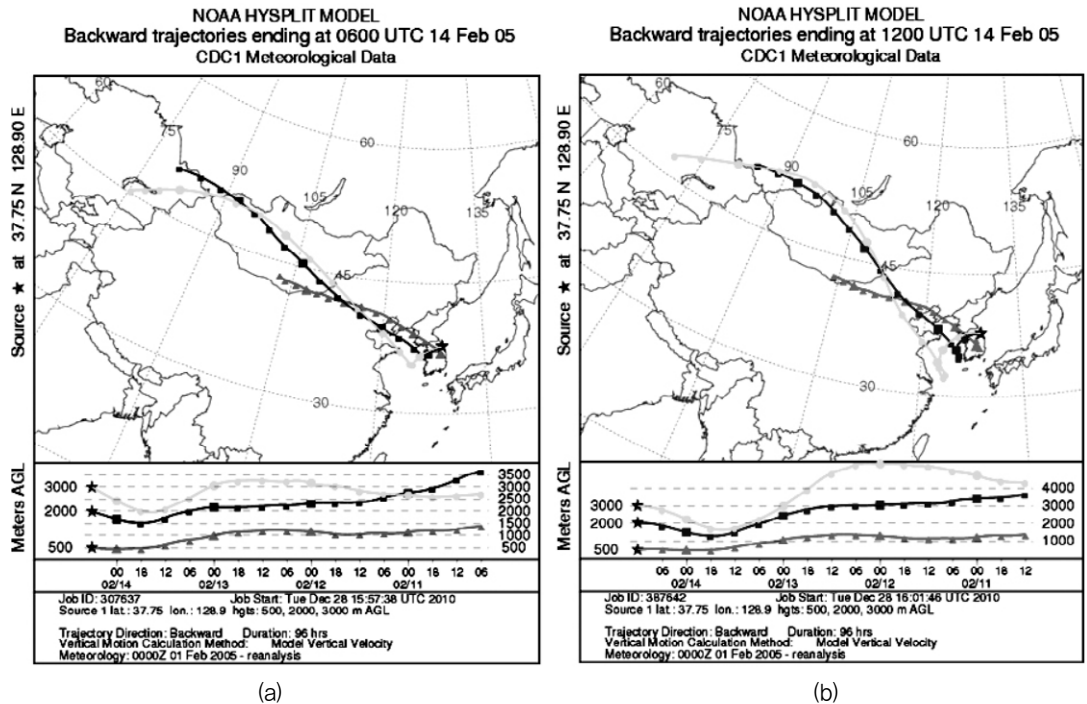 NOAA HYSPLIT MODEL
Backward trajectories ending at 0600 UTC 14 Feb 05
CDC1 Meteorological Data
Source ★ at 37.75 N 128.90 E
60
75
90
105
60
120
135
45
30
Meters AGL
3000
2000
500
3500
3000
2500
2000
1500
1000
500
00 18 12 06 00 18 12 06 00 18 12 06 00 18 12 06
02/14 02/13 02/12 02/11
Job ID: 307637 Job Start: Tue Dec 28 15:57:38 UTC 2010
Source 1 lat.: 37.75 lon.: 128.9 hgts: 500, 2000, 3000 m AGL
Trajectory Direction: Backward Duration: 96 hrs
Vertical Motion Calculation Method: Model Vertical Velocity
Meteorology: 0000Z 01 Feb 2005 - reanalysis
(a)
NOAA HYSPLIT MODEL
Backward trajectories ending at 1200 UTC 14 Feb 05
CDC1 Meteorological Data
Source ★ at 37.75 N 128.90 E
60
75
90
105
60
120
135
45
30
Meters AGL
3000
2000
500
4000
3000
2000
1000
06 00 18 12 06 00 18 12 06 00 18 12 06 00 18 12
02/14 02/13 02/12 02/11
Job ID: 387642 Job Start: Tue Dec 28 16:01:46 UTC 2010
Source 1 lat.: 37.75 lon.: 128.9 hgts: 500, 2000, 3000 m AGL
Trajectory Direction: Backward Duration: 96 hrs
Vertical Motion Calculation Method: Model Vertical Velocity
Meteorology: 0000Z 01 Feb 2005 - reanalysis
(b)